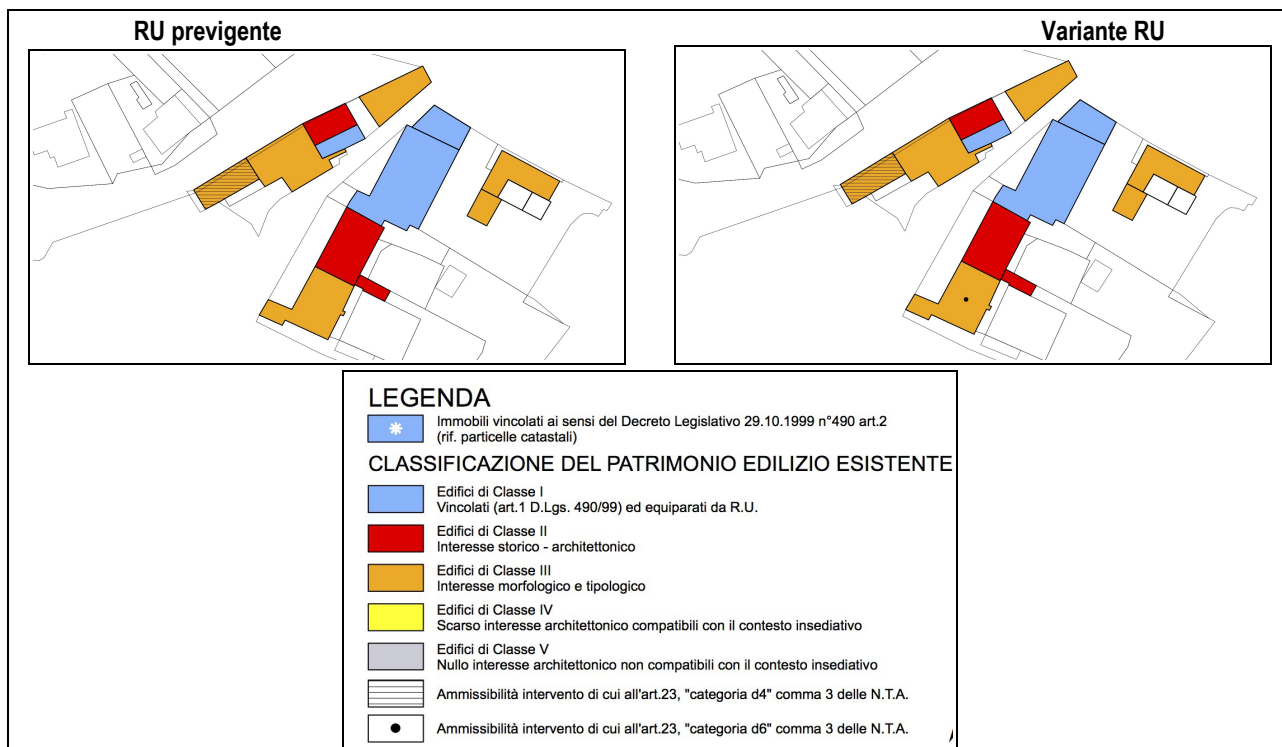 RU previgente
Variante RU
LEGENDA
Immobili vincolati ai sensi del Decreto Legislativo 29.10.1999 n°490 art.2
(rif. particelle catastali)
CLASSIFICAZIONE DEL PATRIMONIO EDILIZIO ESISTENTE
Edifici di Classe I
Vincolati (art.1 D.Lgs. 490/99) ed equiparati da R.U.
Edifici di Classe II
Interesse storico - architettonico
Edifici di Classe III
Interesse morfologico e tipologico
Edifici di Classe IV
Scarso interesse architettonico compatibili con il contesto insediativo
Edifici di Classe V
Nullo interesse architettonico non compatibili con il contesto insediativo
Ammissibilità intervento di cui all'art.23, "categoria d4" comma 3 delle N.T.A.
Ammissibilità intervento di cui all'art.23, "categoria d6" comma 3 delle N.T.A.